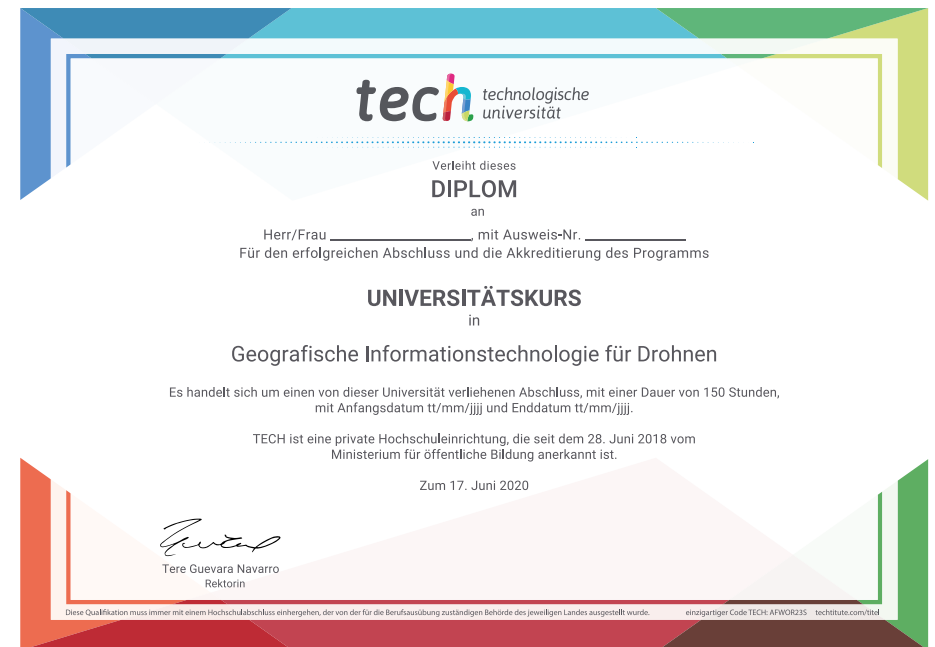 tech technologische
universität
Verleiht dieses
DIPLOM
an
Herr/Frau ____________, mit Ausweis-Nr. ____________
Für den erfolgreichen Abschluss und die Akkreditierung des Programms
UNIVERSITÄTSKURS
in
Geografische Informationstechnologie für Drohnen
Es handelt sich um einen von dieser Universität verliehenen Abschluss, mit einer Dauer von 150 Stunden,
mit Anfangsdatum tt/mm/jjjj und Enddatum tt/mm/jjjj.
TECH ist eine private Hochschuleinrichtung, die seit dem 28. Juni 2018 vom
Ministerium für öffentliche Bildung anerkannt ist.
Zum 17. Juni 2020
Tere Guevara Navarro
Rektorin
Diese Qualifikation muss immer mit einem Hochschulabschluss einhergehen, der von der für die Berufsausübung zuständigen Behörde des jeweiligen Landes ausgestellt wurde. einzigartiger Code TECH: AFWOR23S techtitute.com/titel